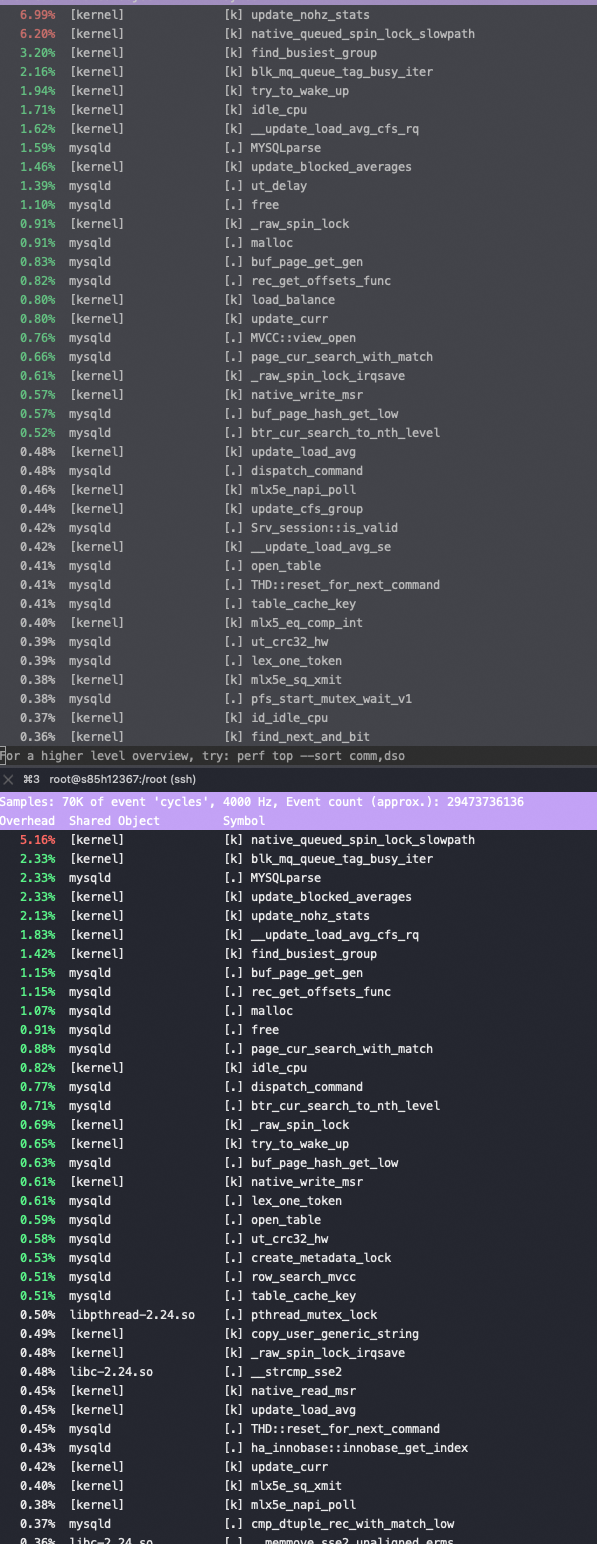 6.99% [kernel] [k] update_nohz_stats
6.20% [kernel] [k] native_queued_spin_lock_slowpath
3.20% [kernel] [k] find_busiest_group
2.16% [kernel] [k] blk_mq_queue_tag_busy_iter
1.94% [kernel] [k] try_to_wake_up
1.71% [kernel] [k] idle_cpu
1.62% [kernel] [k] __update_load_avg_cfs_rq
1.59% mysqld [.] MYSQLparse
1.46% [kernel] [k] update_blocked_averages
1.39% mysqld [.] ut_delay
1.10% mysqld [.] free
0.91% [kernel] [k] _raw_spin_lock
0.91% mysqld [.] malloc
0.83% mysqld [.] buf_page_get_gen
0.82% mysqld [.] rec_get_offsets_func
0.80% [kernel] [k] load_balance
0.80% [kernel] [k] update_curr
0.76% mysqld [.] MVCC::view_open
0.66% mysqld [.] page_cur_search_with_match
0.61% [kernel] [k] _raw_spin_lock_irqsave
0.57% [kernel] [k] native_write_msr
0.57% mysqld [.] buf_page_hash_get_low
0.52% mysqld [.] btr_cur_search_to_nth_level
0.48% [kernel] [k] update_load_avg
0.48% mysqld [.] dispatch_command
0.46% [kernel] [k] mlx5e_napi_poll
0.44% [kernel] [k] update_cfs_group
0.42% mysqld [.] Srv_session::is_valid
0.42% [kernel] [k] __update_load_avg_se
0.41% mysqld [.] open_table
0.41% mysqld [.] THD::reset_for_next_command
0.41% mysqld [.] table_cache_key
0.40% [kernel] [k] mlx5_eq_comp_int
0.39% mysqld [.] ut_crc32_hw
0.39% mysqld [.] lex_one_token
0.38% [kernel] [k] mlx5e_sq_xmit
0.38% mysqld [.] pfs_start_mutex_wait_v1
0.37% [kernel] [k] id_idle_cpu
0.36% [kernel] [k] find_next_and_bit
For a higher level overview, try: perf top --sort comm,dso
⌘3 root@s85h12367:/root (ssh)
Samples: 70K of event 'cycles', 4000 Hz, Event count (approx.): 29473736136
Overhead Shared Object Symbol
5.16% [kernel] [k] native_queued_spin_lock_slowpath
2.33% [kernel] [k] blk_mq_queue_tag_busy_iter
2.33% mysqld [.] MYSQLparse
2.33% [kernel] [k] update_blocked_averages
2.13% [kernel] [k] update_nohz_stats
1.83% [kernel] [k] __update_load_avg_cfs_rq
1.42% [kernel] [k] find_busiest_group
1.15% mysqld [.] buf_page_get_gen
1.15% mysqld [.] rec_get_offsets_func
1.07% mysqld [.] malloc
0.91% mysqld [.] free
0.88% mysqld [.] page_cur_search_with_match
0.82% [kernel] [k] idle_cpu
0.77% mysqld [.] dispatch_command
0.71% mysqld [.] btr_cur_search_to_nth_level
0.69% [kernel] [k] _raw_spin_lock
0.65% [kernel] [k] try_to_wake_up
0.63% mysqld [.] buf_page_hash_get_low
0.61% [kernel] [k] native_write_msr
0.61% mysqld [.] lex_one_token
0.59% mysqld [.] open_table
0.58% mysqld [.] ut_crc32_hw
0.53% mysqld [.] create_metadata_lock
0.51% mysqld [.] row_search_mvcc
0.51% mysqld [.] table_cache_key
0.50% libpthread-2.24.so [.] pthread_mutex_lock
0.49% [kernel] [k] copy_user_generic_string
0.48% [kernel] [k] _raw_spin_lock_irqsave
0.48% libc-2.24.so [.] __strcmp_sse2
0.45% [kernel] [k] native_read_msr
0.45% [kernel] [k] update_load_avg
0.45% mysqld [.] THD::reset_for_next_command
0.43% mysqld [.] ha_innobase::innobase_get_index
0.42% [kernel] [k] update_curr
0.40% [kernel] [k] mlx5e_sq_xmit
0.38% [kernel] [k] mlx5e_napi_poll
0.37% mysqld [.] cmp_dtuple_rec_with_match_low
0.36% libc-2.24.so [.] __memmove_sse2_unaligned_erms